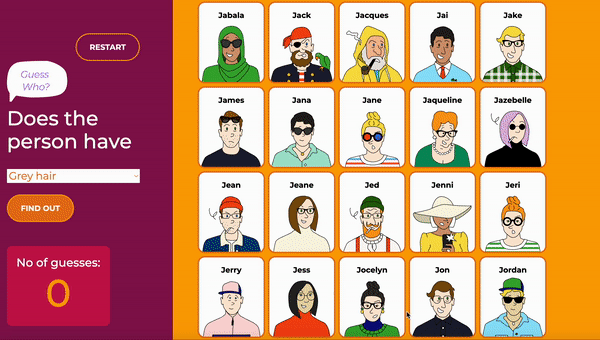 RESTART
Guess
Who?
Does the
person have
Grey hair
FIND OUT
No of guesses:
0
Jabala
Jack
Jacques
Jai
Jake
James
Jana
Jane
Jaqueline
Jazebelle
Jean
Jeane
Jed
Jenni
Jeri
Jerry
Jess
Jocelyn
Jon
Jordan